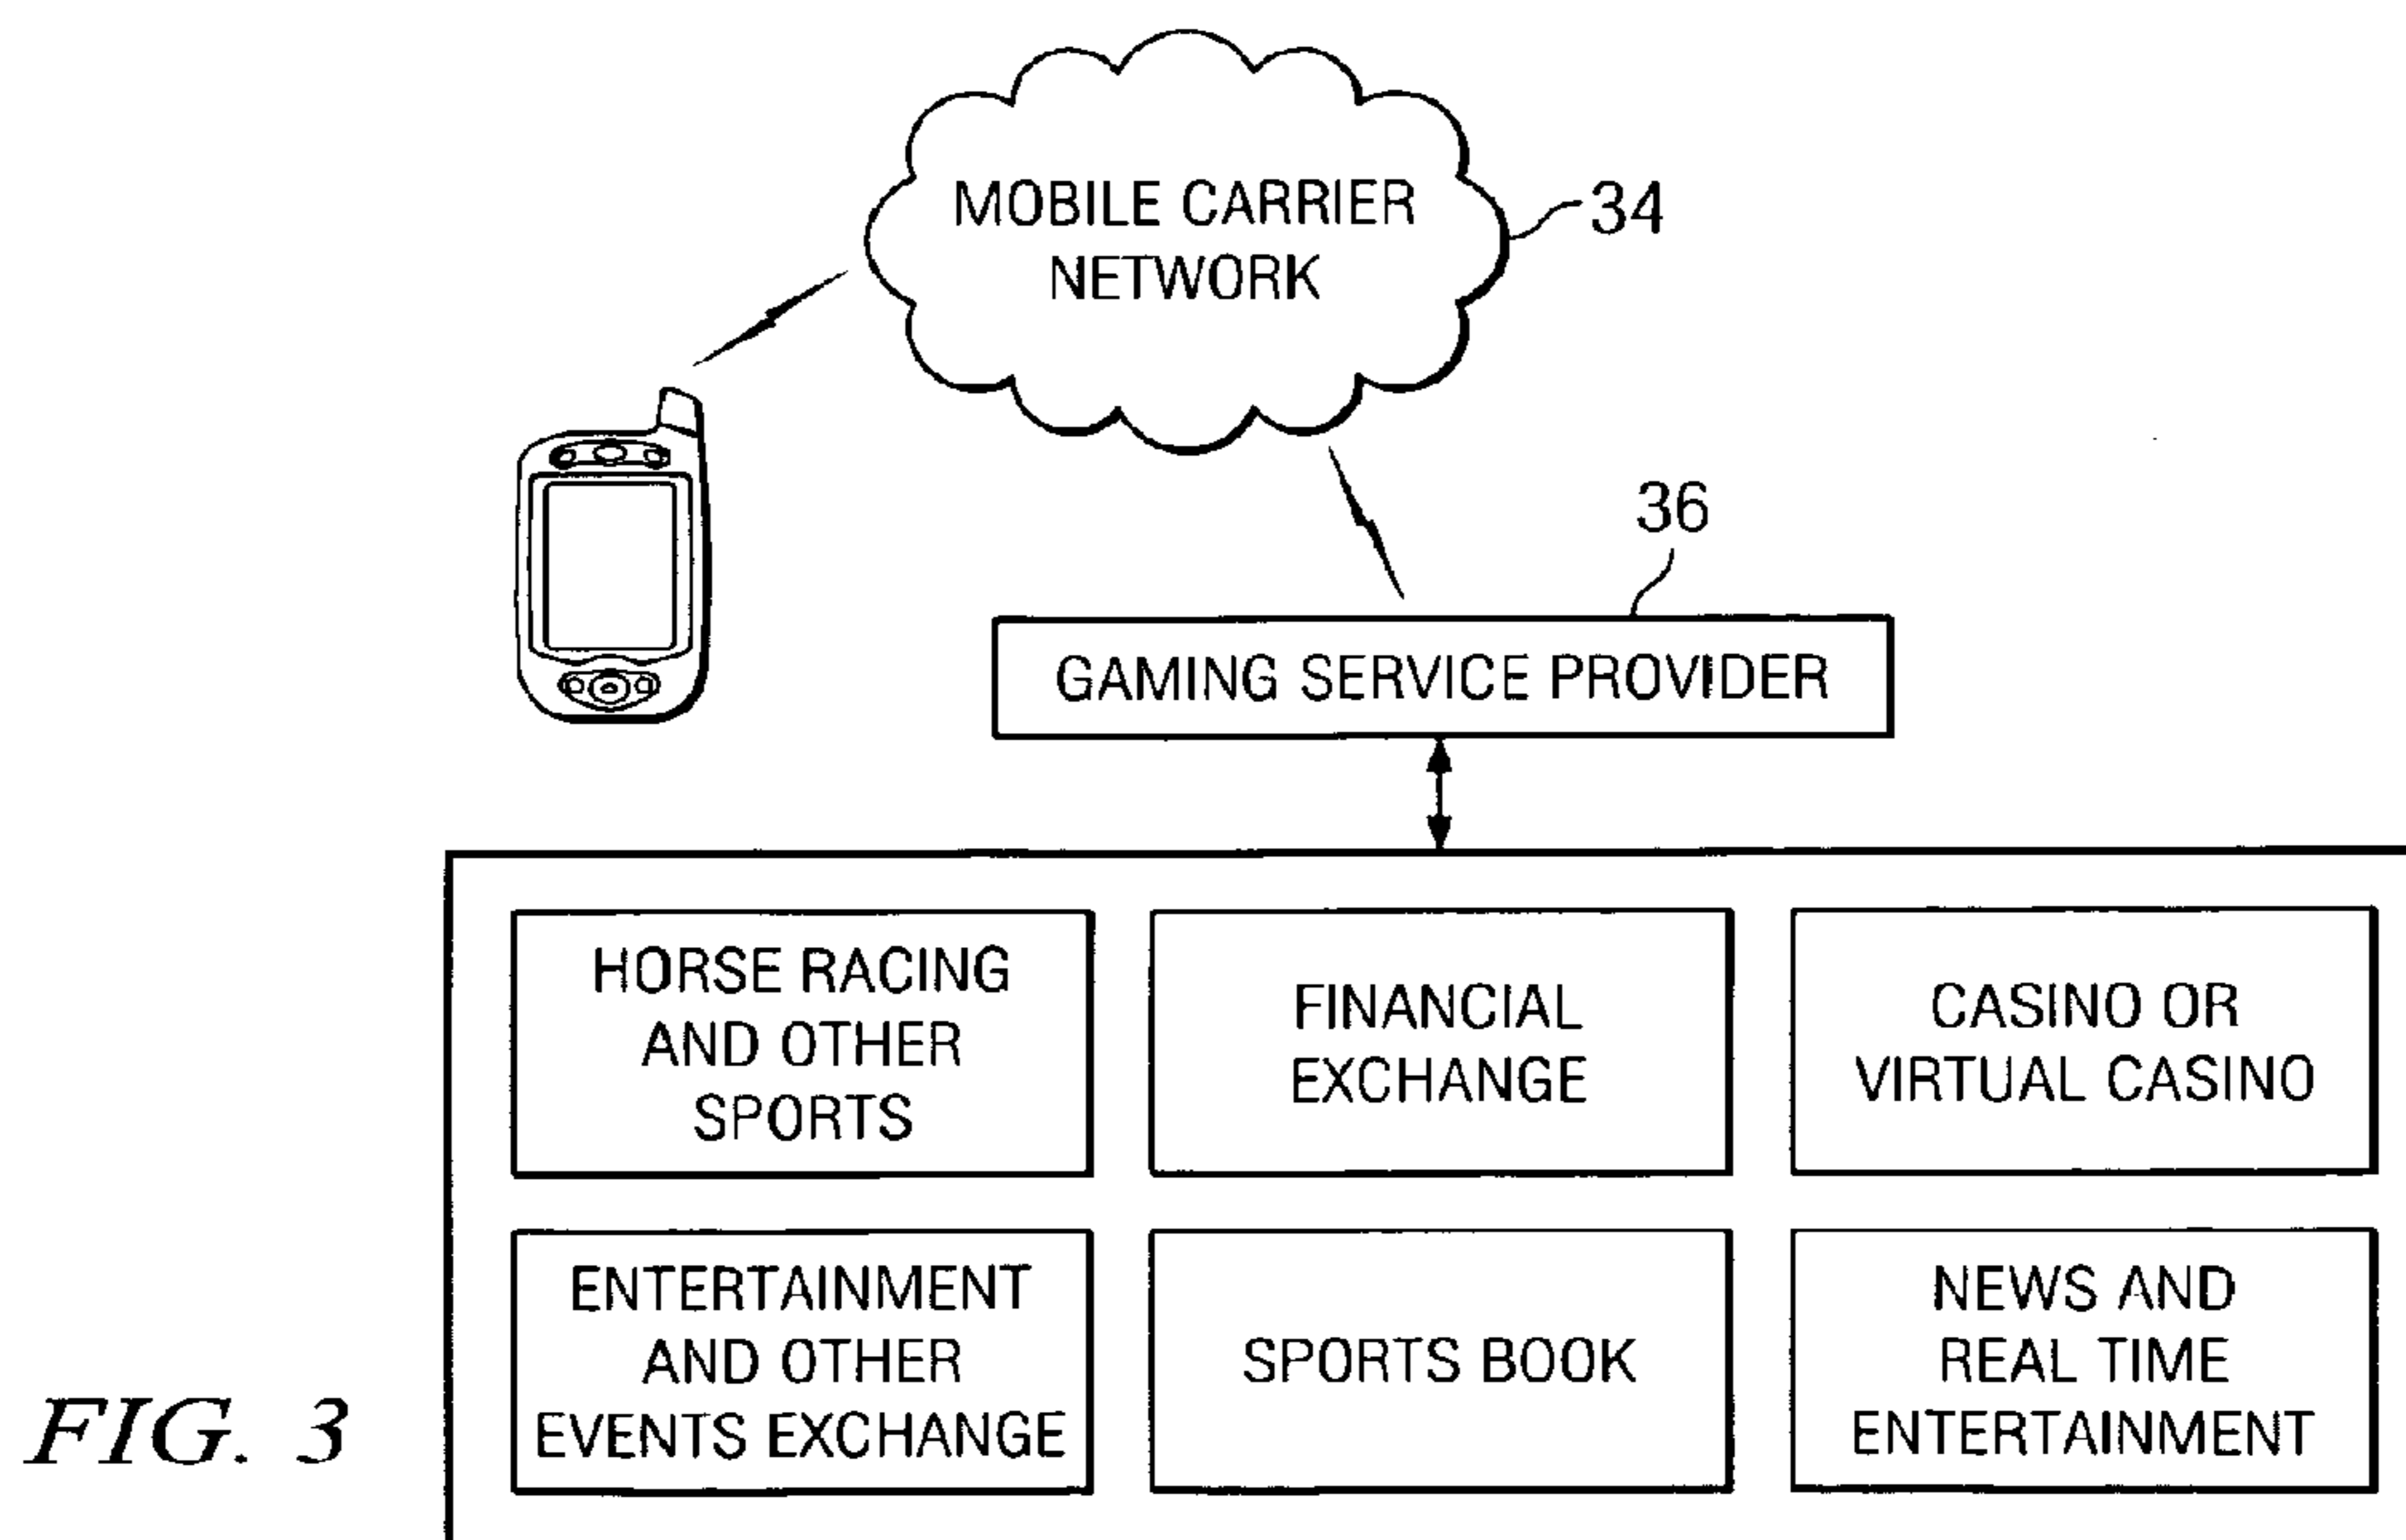 MOBILE CARRIER
NETWORK
34
36
GAMING SERVICE PROVIDER
HORSE RACING
AND OTHER
SPORTS
FINANCIAL
EXCHANGE
CASINO OR
VIRTUAL CASINO
ENTERTAINMENT
AND OTHER
EVENTS EXCHANGE
SPORTS BOOK
NEWS AND
REAL TIME
ENTERTAINMENT
FIG. 3